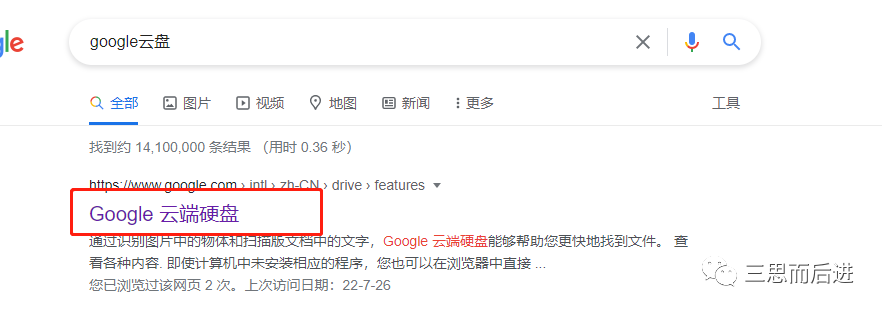 gle
google云盘
全部 图片 视频 地图 新闻 更多 工具
找到约 14,100,000 条结果 （用时 0.36 秒）
https://www.google.com › intl › zh-CN › drive › features
Google 云端硬盘
通过识别图片中的物体和扫描版文档中的文字，Google 云端硬盘能够帮助您更快地找到文件。 查
看各种内容. 即使计算机中未安装相应的程序，您也可以在浏览器中直接 ...
您已浏览过该网页 2 次。上次访问日期：22-7-26
三思而后进